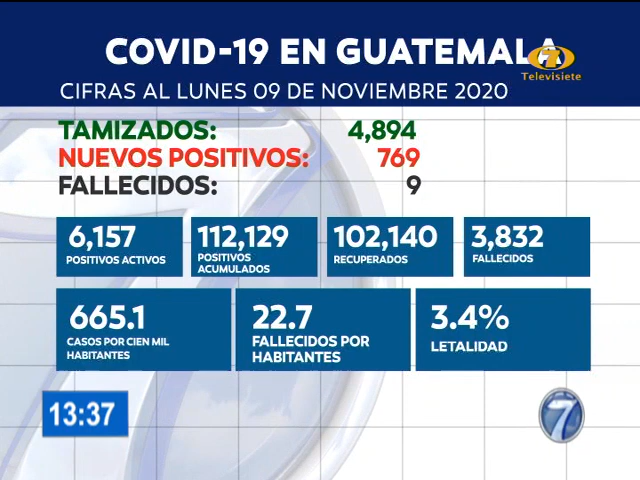 COVID-19 EN GUATEMALA
7
Televisiete
CIFRAS AL LUNES 09 DE NOVIEMBRE 2020
TAMIZADOS: 4,894
NUEVOS POSITIVOS: 769
FALLECIDOS: 9
6,157
POSITIVOS ACTIVOS
112,129
POSITIVOS
ACUMULADOS
102,140
RECUPERADOS
3,832
FALLECIDOS
665.1
CASOS POR CIEN MIL
HABITANTES
22.7
FALLECIDOS POR
HABITANTES
3.4%
LETALIDAD
13:37
7